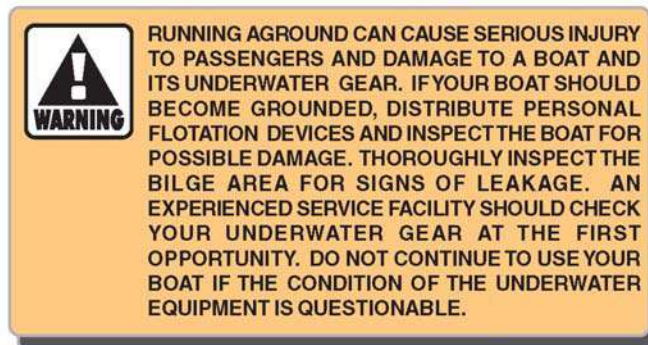 WARNING
RUNNING AGROUND CAN CAUSE SERIOUS INJURY
TO PASSENGERS AND DAMAGE TO A BOAT AND
ITS UNDERWATER GEAR. IF YOUR BOAT SHOULD
BECOME GROUNDED, DISTRIBUTE PERSONAL
FLOTATION DEVICES AND INSPECT THE BOAT FOR
POSSIBLE DAMAGE. THOROUGHLY INSPECT THE
BILGE AREA FOR SIGNS OF LEAKAGE. AN
EXPERIENCED SERVICE FACILITY SHOULD CHECK
YOUR UNDERWATER GEAR AT THE FIRST
OPPORTUNITY. DO NOT CONTINUE TO USE YOUR
BOAT IF THE CONDITION OF THE UNDERWATER
EQUIPMENT IS QUESTIONABLE.